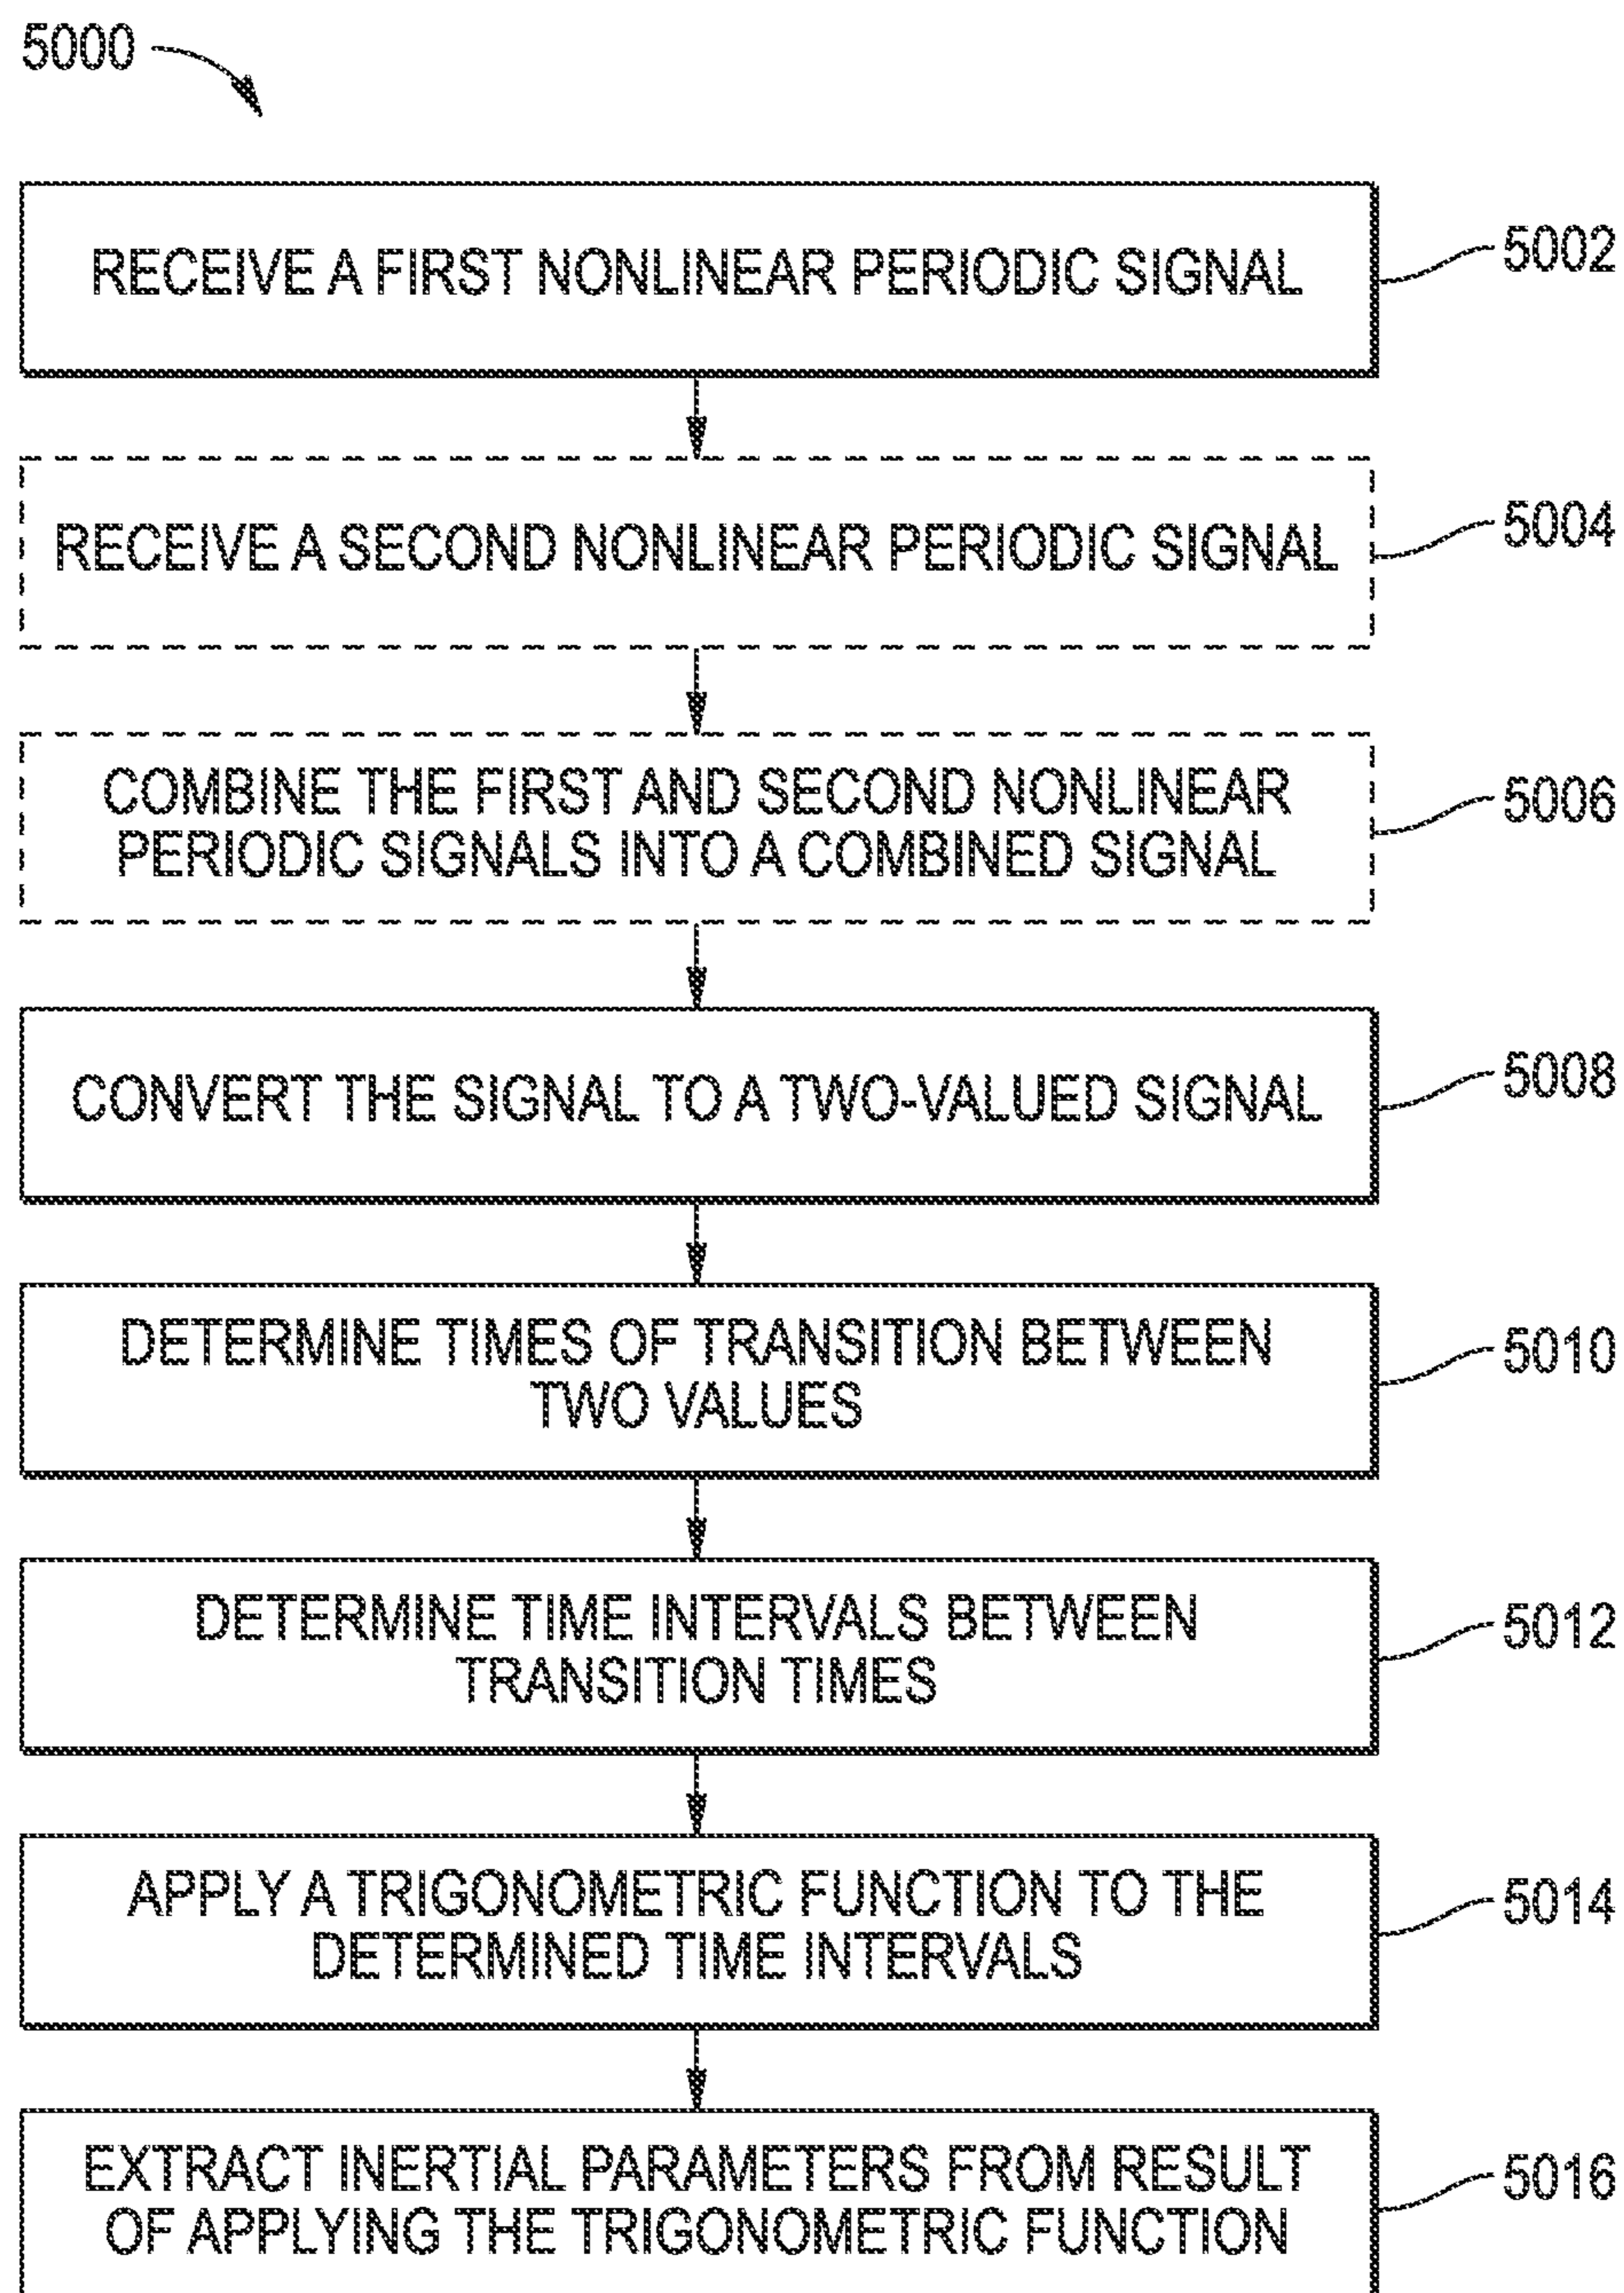 5000
RECEIVE A FIRST NONLINEAR PERIODIC SIGNAL
5002
RECEIVE A SECOND NONLINEAR PERIODIC SIGNAL
5004
COMBINE THE FIRST AND SECOND NONLINEAR
PERIODIC SIGNALS INTO A COMBINED SIGNAL
5006
CONVERT THE SIGNAL TO A TWO-VALUED SIGNAL
5008
DETERMINE TIMES OF TRANSITION BETWEEN
TWO VALUES
5010
DETERMINE TIME INTERVALS BETWEEN
TRANSITION TIMES
5012
APPLY A TRIGONOMETRIC FUNCTION TO THE
DETERMINED TIME INTERVALS
5014
EXTRACT INERTIAL PARAMETERS FROM RESULT
OF APPLYING THE TRIGONOMETRIC FUNCTION
5016